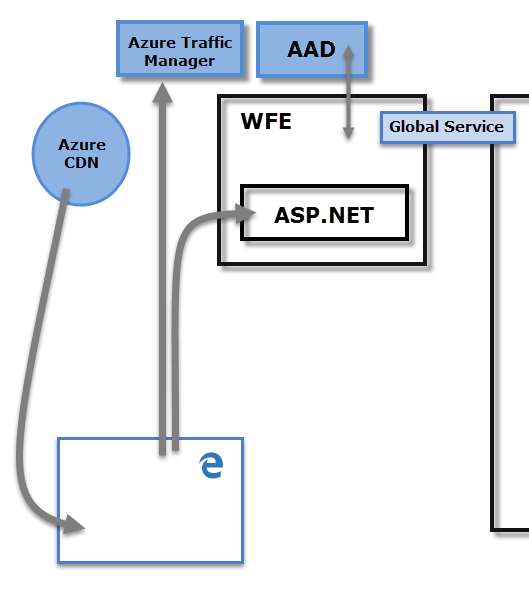 Azure Traffic
Manager
AAD
WFE
Global Service
Azure
CDN
ASP.NET